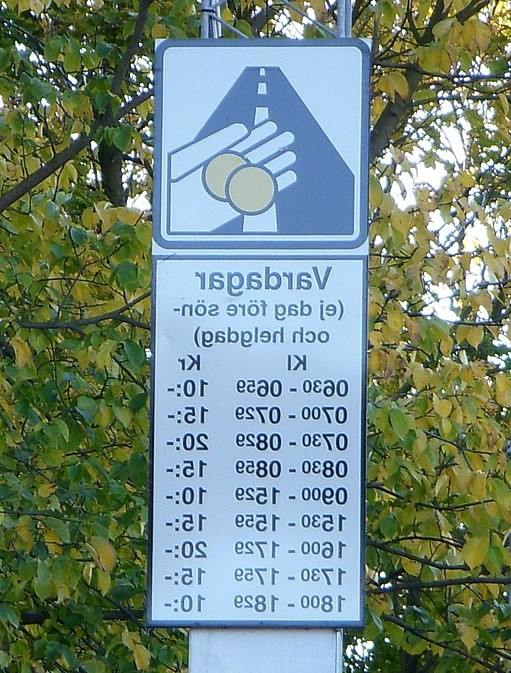 Vardagar
(ej dag före sön-
och helgdag)
Kl Kr
0630 - 0659 10:-
0700 - 0729 15:-
0730 - 0829 20:-
0830 - 0859 15:-
0900 - 1529 10:-
1530 - 1559 15:-
1600 - 1729 20:-
1730 - 1759 15:-
1800 - 1829 10:-